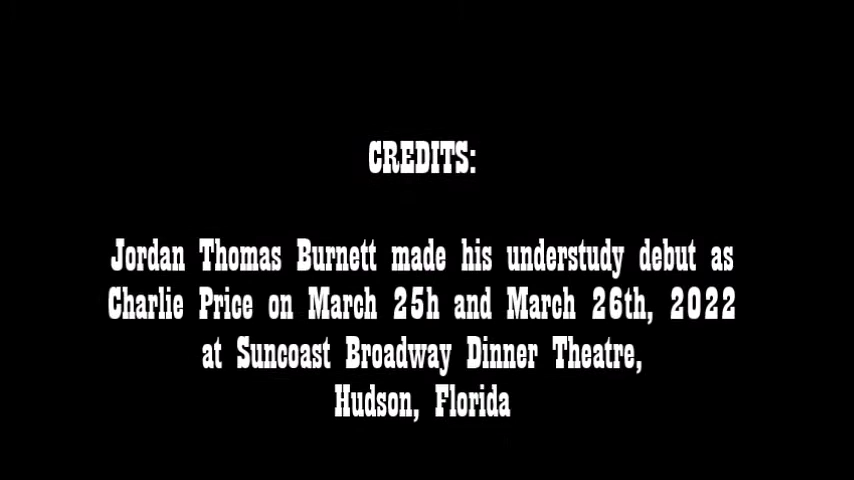 CREDITS:
Jordan Thomas Burnett made his understudy debut as
Charlie Price on March 25h and March 26th, 2022
at Suncoast Broadway Dinner Theatre,
Hudson, Florida